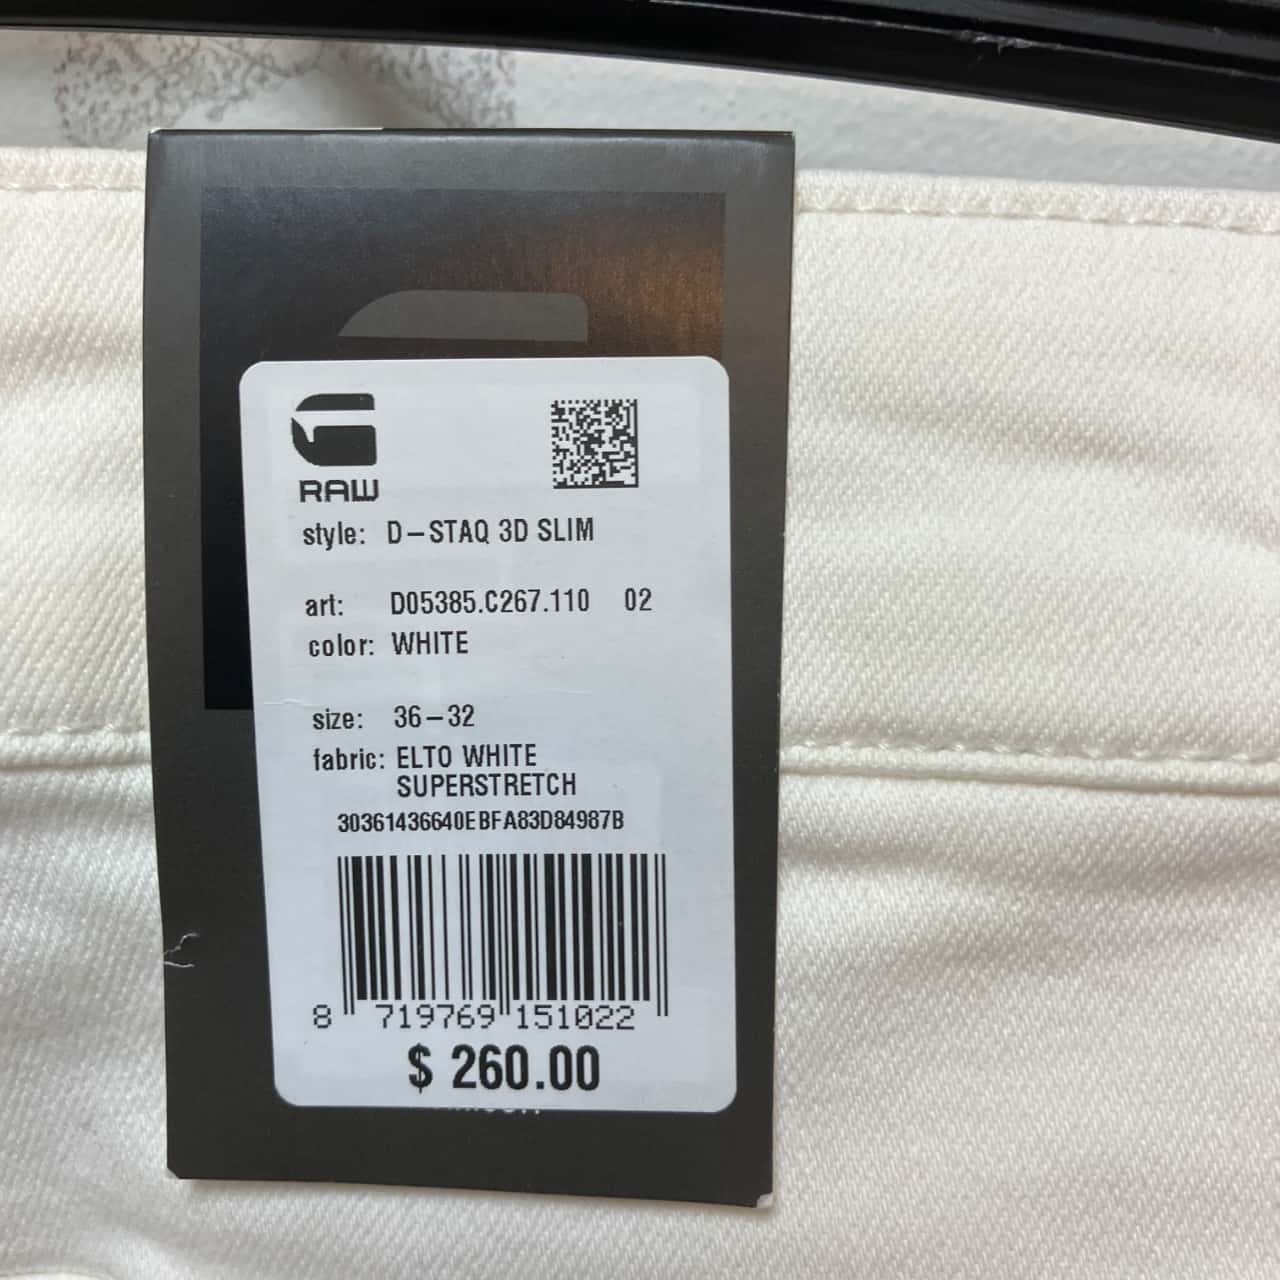 RAW
style: D-STAQ 3D SLIM
art: D05385.C267.110 02
color: WHITE
size: 36-32
fabric: ELTO WHITE
SUPERSTRETCH
30361436640EBFA83D84987B
8 719769 151022
$ 260.00